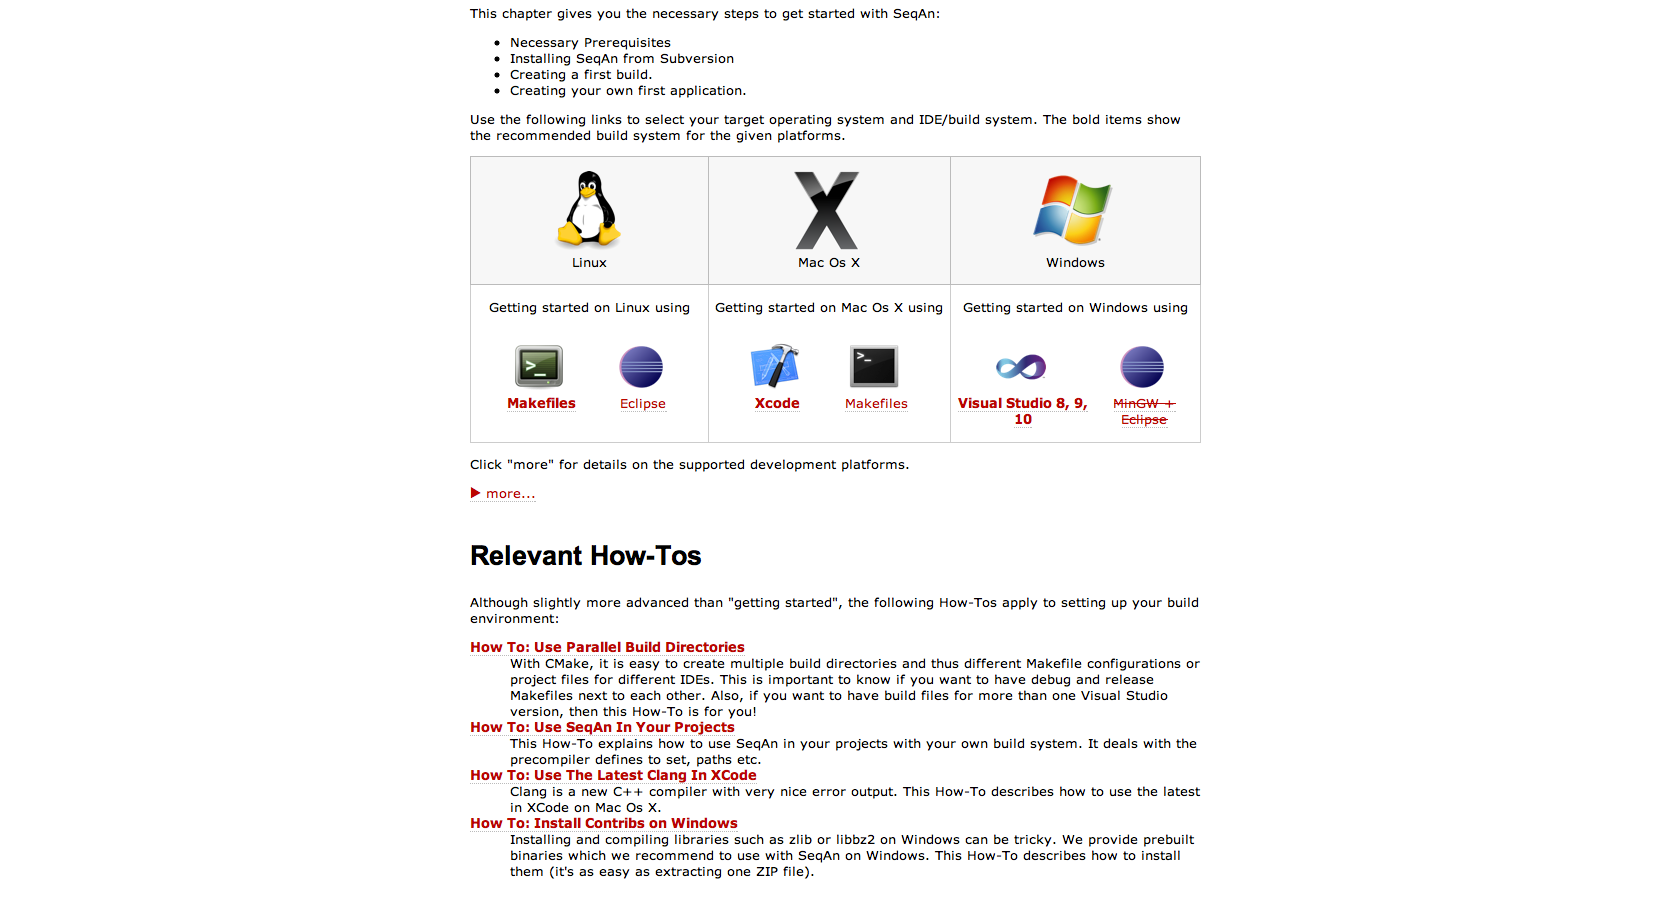 This chapter gives you the necessary steps to get started with SeqAn:
• Necessary Prerequisites
• Installing SeqAn from Subversion
• Creating a first build.
• Creating your own first application.
Use the following links to select your target operating system and IDE/build system. The bold items show
the recommended build system for the given platforms.
Linux
Mac Os X
Windows
Getting started on Linux using
Getting started on Mac Os X using
Getting started on Windows using
>_
>_
Makefiles
Eclipse
Xcode
Makefiles
Visual Studio 8, 9,
10
MinGW +
Eclipse
Click "more" for details on the supported development platforms.
▶ more...
Relevant How-Tos
Although slightly more advanced than "getting started", the following How-Tos apply to setting up your build
environment:
How To: Use Parallel Build Directories
With CMake, it is easy to create multiple build directories and thus different Makefile configurations or
project files for different IDEs. This is important to know if you want to have debug and release
Makefiles next to each other. Also, if you want to have build files for more than one Visual Studio
version, then this How-To is for you!
How To: Use SeqAn In Your Projects
This How-To explains how to use SeqAn in your projects with your own build system. It deals with the
precompiler defines to set, paths etc.
How To: Use The Latest Clang In XCode
Clang is a new C++ compiler with very nice error output. This How-To describes how to use the latest
in XCode on Mac Os X.
How To: Install Contribs on Windows
Installing and compiling libraries such as zlib or libbz2 on Windows can be tricky. We provide prebuilt
binaries which we recommend to use with SeqAn on Windows. This How-To describes how to install
them (it's as easy as extracting one ZIP file).